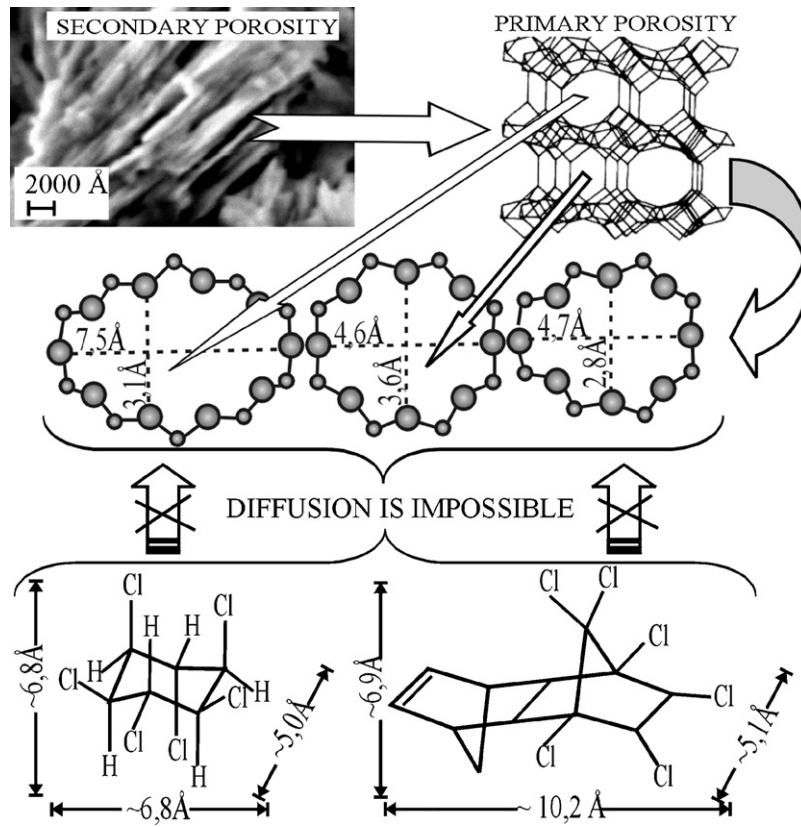 SECONDARY POROSITY
PRIMARY POROSITY
2000 Å
7,5Å
3,1Å
4,6Å
3,6Å
4,7Å
2,8Å
DIFFUSION IS IMPOSSIBLE
~6,8Å
Cl
H
H
Cl
H
Cl
Cl
H
Cl
Cl
H
H
~5,0Å
~6,8Å
~6,9Å
Cl
Cl
Cl
Cl
Cl
Cl
~5,1Å
~ 10,2 Å